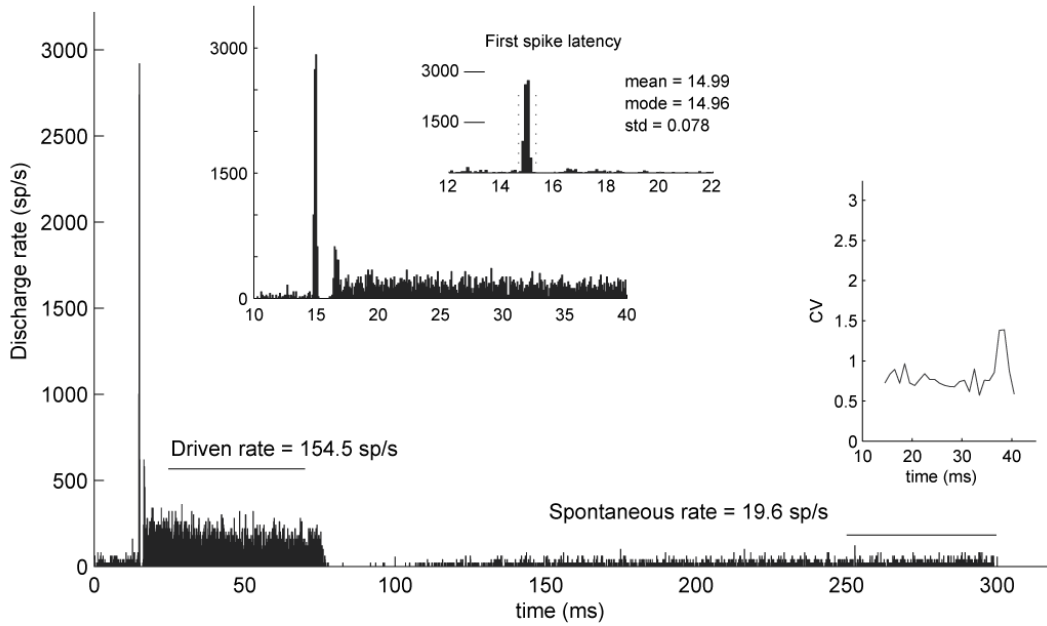 Discharge rate (sp/s)
3000
2500
2000
1500
1000
500
0
0 50 100 150 200 250 300
time (ms)
Driven rate = 154.5 sp/s
Spontaneous rate = 19.6 sp/s
3000
1500
0
10 15 20 25 30 35 40
First spike latency
3000
1500
12 14 16 18 20 22
mean = 14.99
mode = 14.96
std = 0.078
CV
3
2.5
2
1.5
1
0.5
0
10 20 30 40
time (ms)